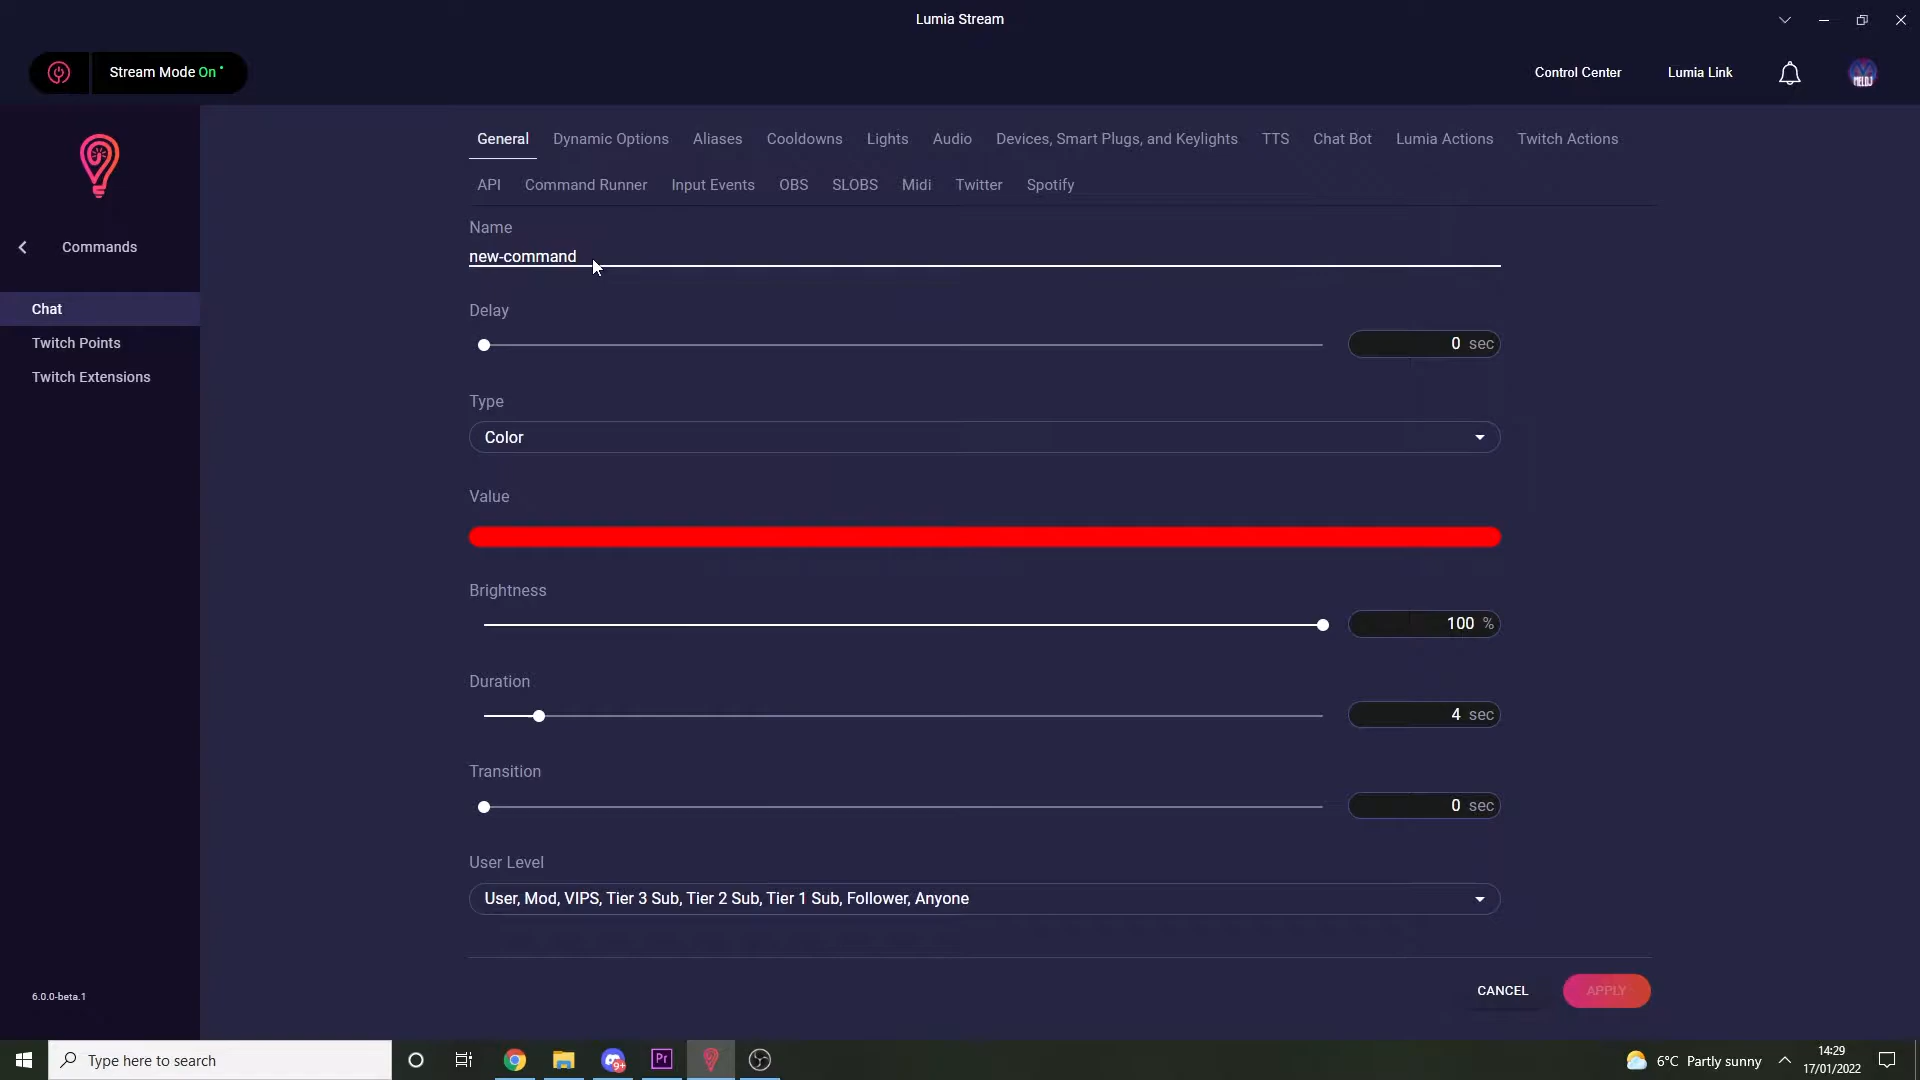 Lumia Stream
Stream Mode On
Control Center
Lumia Link
MELDJ
General
Dynamic Options
Aliases
Cooldowns
Lights
Audio
Devices, Smart Plugs, and Keylights
TTS
Chat Bot
Lumia Actions
Twitch Actions
API
Command Runner
Input Events
OBS
SLOBS
Midi
Twitter
Spotify
Commands
Chat
Twitch Points
Twitch Extensions
6.0.0-beta.1
Name
new-command
Delay
0 sec
Type
Color
Value
Brightness
100 %
Duration
4 sec
Transition
0 sec
User Level
User, Mod, VIPS, Tier 3 Sub, Tier 2 Sub, Tier 1 Sub, Follower, Anyone
CANCEL
APPLY
Type here to search
9+
Pr
6°C Partly sunny
14:29
17/01/2022